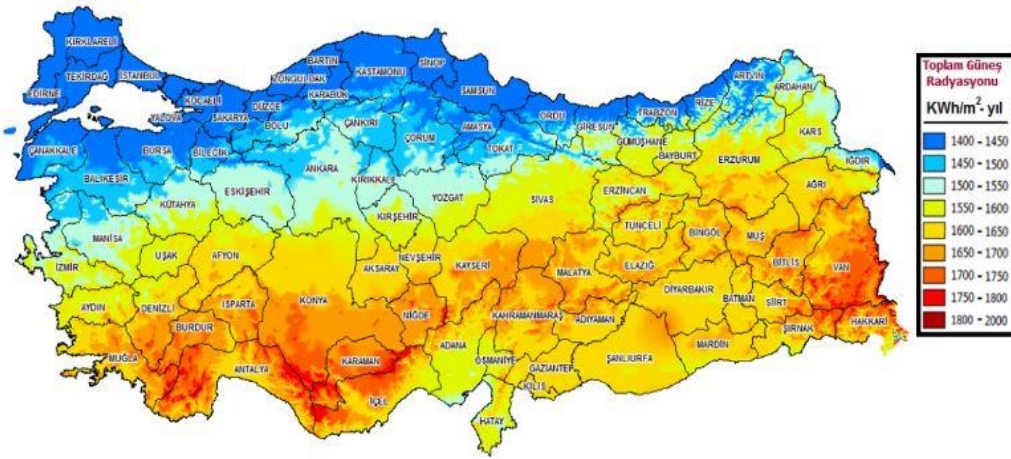 KIRKLARELİ
TEKİRDAĞ
İSTANBUL
EDİRNE
KOCAELİ
YALOVA
SAKARYA
DÜZCE
ZONGULDAK
BARTIN
KARABÜK
KASTAMONU
SİNOP
SAMSUN
ORDU
GİRESUN
TRABZON
RİZE
ARTVİN
ARDAHAN
ÇANAKKALE
BURSA
BİLECİK
BOLU
ÇANKIRI
ÇORUM
AMASYA
TOKAT
GÜMÜŞHANE
BAYBURT
ERZURUM
KARS
IĞDIR
BALIKESİR
KÜTAHYA
ESKİŞEHİR
ANKARA
KIRIKKALE
YOZGAT
SIVAS
ERZİNCAN
AĞRI
MANİSA
UŞAK
AFYON
KIRŞEHİR
NEVŞEHİR
AKSARAY
KAYSERİ
MALATYA
TUNCELİ
ELAZIĞ
BİNGÖL
MUŞ
BİTLİS
VAN
İZMİR
AYDIN
DENİZLİ
ISPARTA
BURDUR
KONYA
NİĞDE
KAHRAMANMARAŞ
ADIYAMAN
DİYARBAKIR
BATMAN
SİİRT
ŞIRNAK
HAKKARİ
MUĞLA
ANTALYA
KARAMAN
İÇEL
ADANA
OSMANİYE
GAZİANTEP
KİLİS
ŞANLIURFA
MARDİN
HATAY
Toplam Güneş
Radyasyonu
KWh/m²- yıl
1400 - 1450
1450 - 1500
1500 - 1550
1550 - 1600
1600 - 1650
1650 - 1700
1700 - 1750
1750 - 1800
1800 - 2000